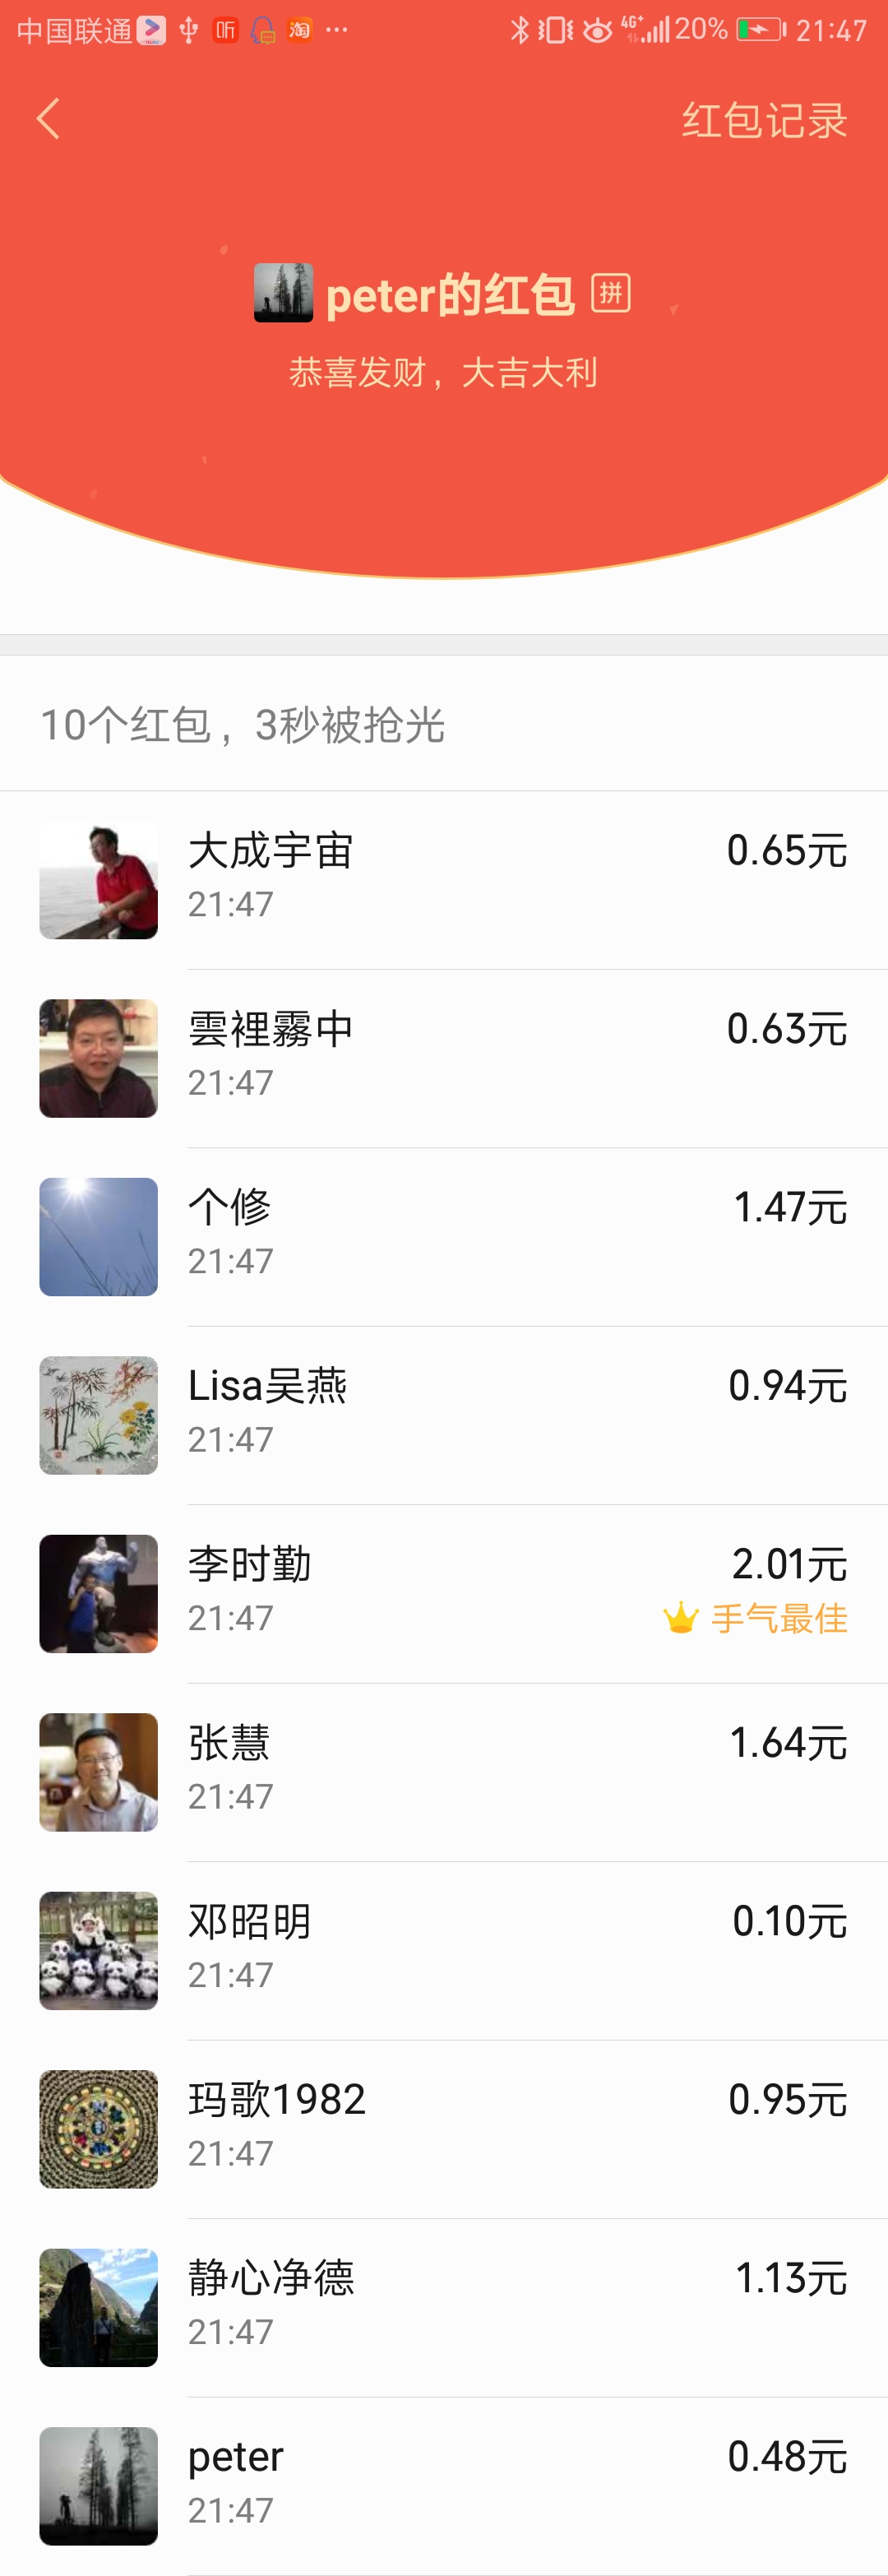 中国联通 听 淘 ... 4G+ 20% 21:47
红包记录
peter的红包 拼
恭喜发财，大吉大利
10个红包，3秒被抢光
大成宇宙 0.65元
21:47
雲裡霧中 0.63元
21:47
个修 1.47元
21:47
Lisa吴燕 0.94元
21:47
李时勤 2.01元
21:47 手气最佳
张慧 1.64元
21:47
邓昭明 0.10元
21:47
玛歌1982 0.95元
21:47
静心净德 1.13元
21:47
peter 0.48元
21:47